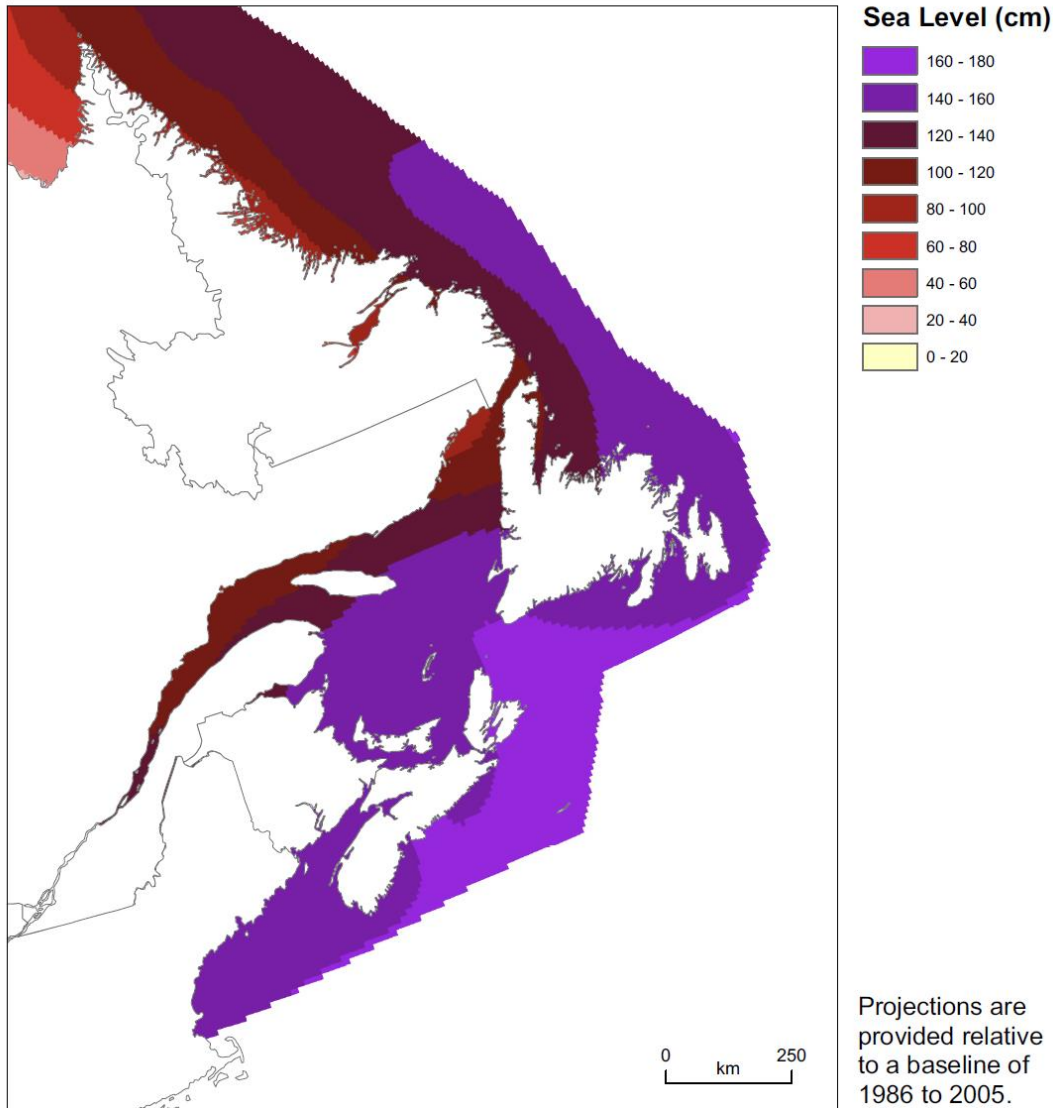 Sea Level (cm)
160 - 180
140 - 160
120 - 140
100 - 120
80 - 100
60 - 80
40 - 60
20 - 40
0 - 20
Projections are
provided relative
to a baseline of
1986 to 2005.
0 250
km